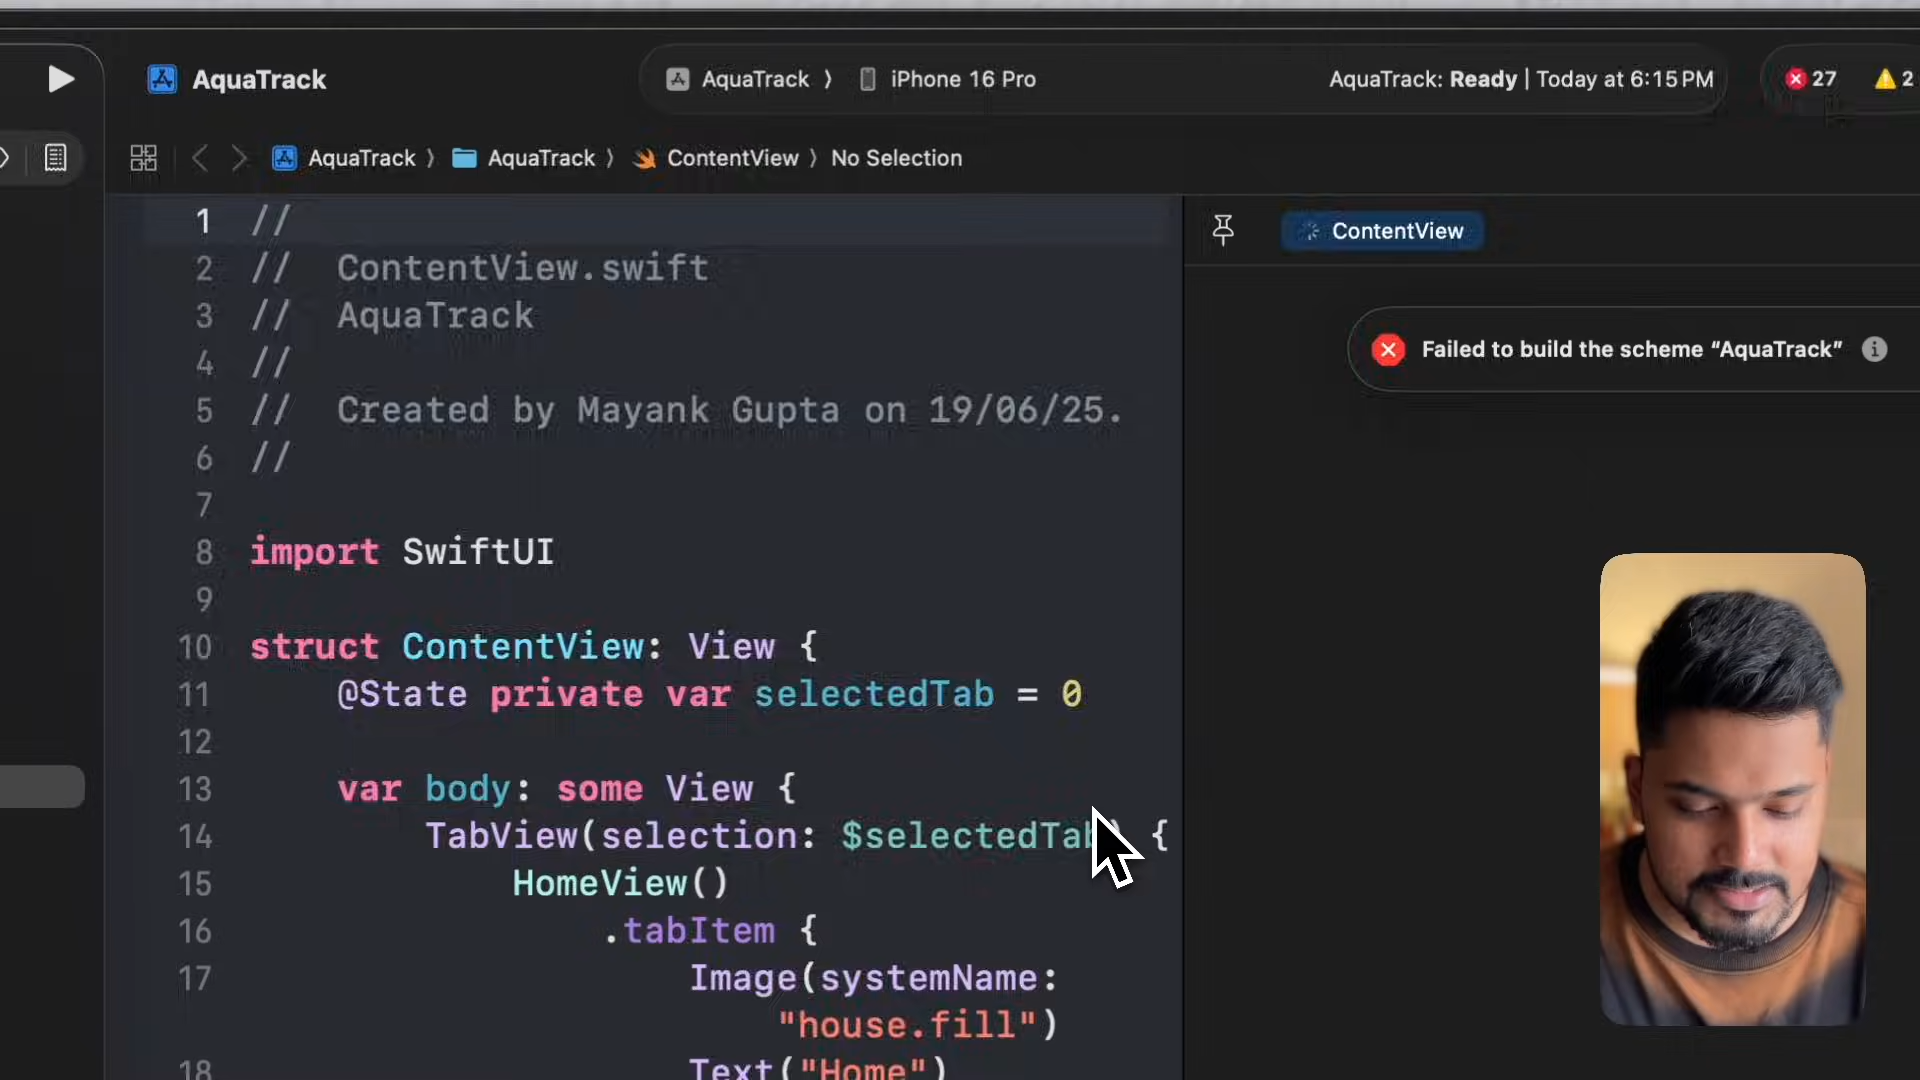 AquaTrack
AquaTrack 〉 iPhone 16 Pro
AquaTrack: Ready | Today at 6:15 PM
27
2
AquaTrack 〉 AquaTrack 〉 ContentView 〉 No Selection
1 //
2 //  ContentView.swift
3 //  AquaTrack
4 //
5 //  Created by Mayank Gupta on 19/06/25.
6 //
7
8 import SwiftUI
9
10 struct ContentView: View {
11     @State private var selectedTab = 0
12
13     var body: some View {
14         TabView(selection: $selectedTab) {
15             HomeView()
16                 .tabItem {
17                     Image(systemName:
"house.fill")
18                     Text("Home")
ContentView
Failed to build the scheme “AquaTrack”